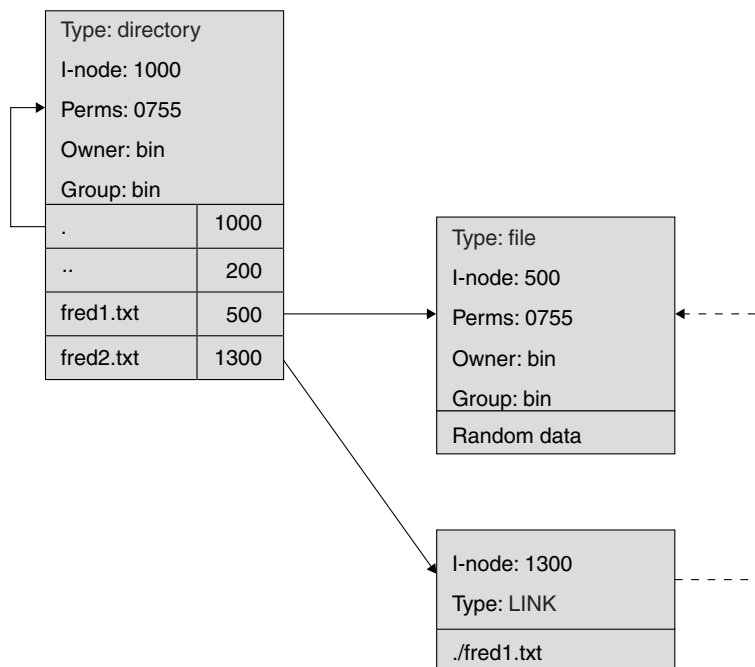 Type: directory
I-node: 1000
Perms: 0755
Owner: bin
Group: bin
. 1000
.. 200
fred1.txt 500
fred2.txt 1300
Type: file
I-node: 500
Perms: 0755
Owner: bin
Group: bin
Random data
I-node: 1300
Type: LINK
./fred1.txt